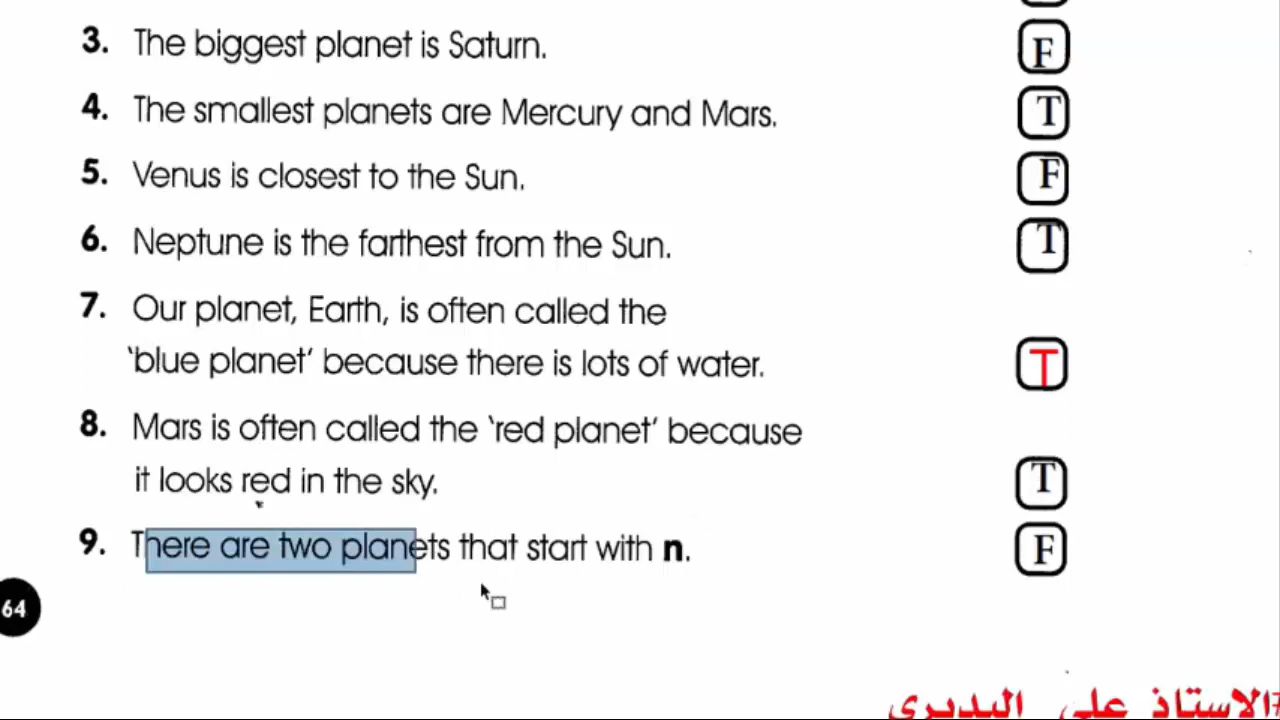 3. The biggest planet is Saturn. F
4. The smallest planets are Mercury and Mars. T
5. Venus is closest to the Sun. F
6. Neptune is the farthest from the Sun. T
7. Our planet, Earth, is often called the
'blue planet' because there is lots of water. T
8. Mars is often called the 'red planet' because
it looks red in the sky. T
9. There are two planets that start with n. F
64
الاستاذ علي البديري